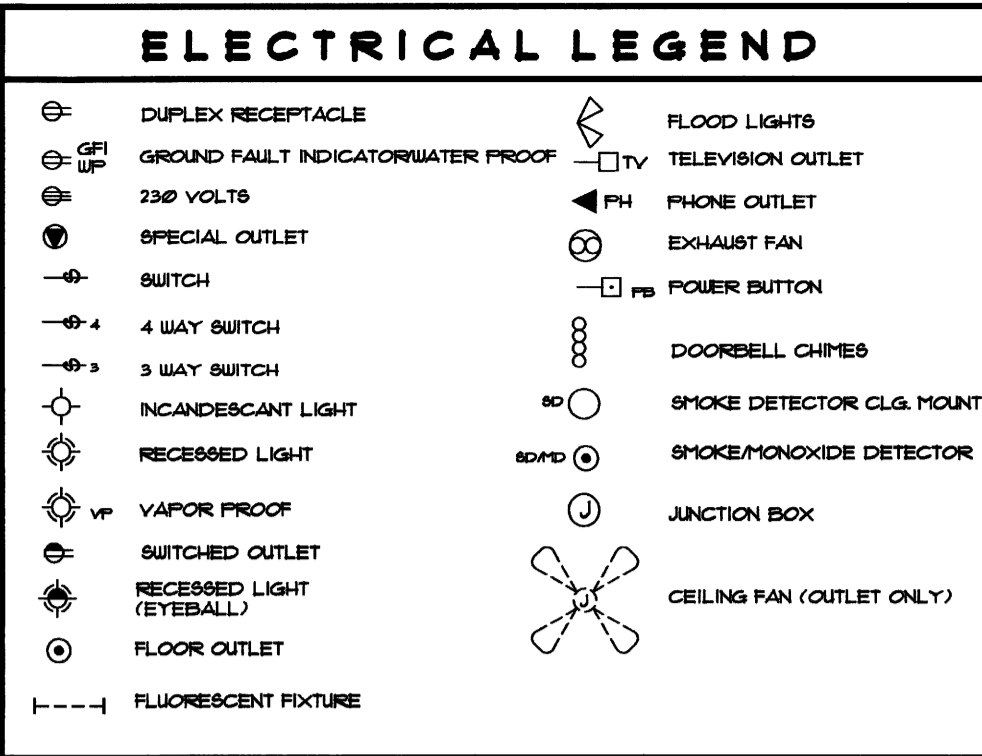 ELECTRICAL LEGEND
DUPLEX RECEPTACLE
GFI
WP
GROUND FAULT INDICATOR/WATER PROOF
230 VOLTS
SPECIAL OUTLET
SWITCH
4
4 WAY SWITCH
3
3 WAY SWITCH
INCANDESCANT LIGHT
RECESSED LIGHT
VP
VAPOR PROOF
SWITCHED OUTLET
RECESSED LIGHT
(EYEBALL)
FLOOR OUTLET
FLUORESCENT FIXTURE
FLOOD LIGHTS
TV
TELEVISION OUTLET
PH
PHONE OUTLET
EXHAUST FAN
PB
POWER BUTTON
DOORBELL CHIMES
SD
SMOKE DETECTOR CLG. MOUNT
SD/MD
SMOKE/MONOXIDE DETECTOR
J
JUNCTION BOX
J
CEILING FAN (OUTLET ONLY)